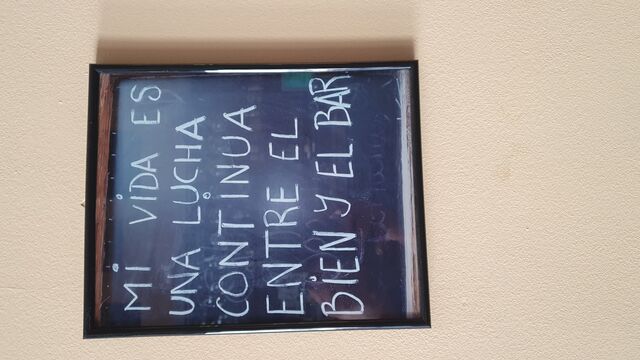 Mi ViDA ES
UNA LUCHA
CONTINUA
ENTRE EL
BiEN Y EL BAR